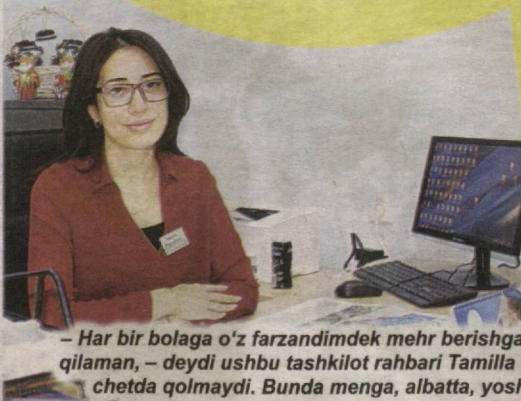 – Har bir bolaga o‘z farzandimdek mehr berishga
qilaman, – deydi ushbu tashkilot rahbari Tamilla
chetda qolmaydi. Bunda menga, albatta, yosh